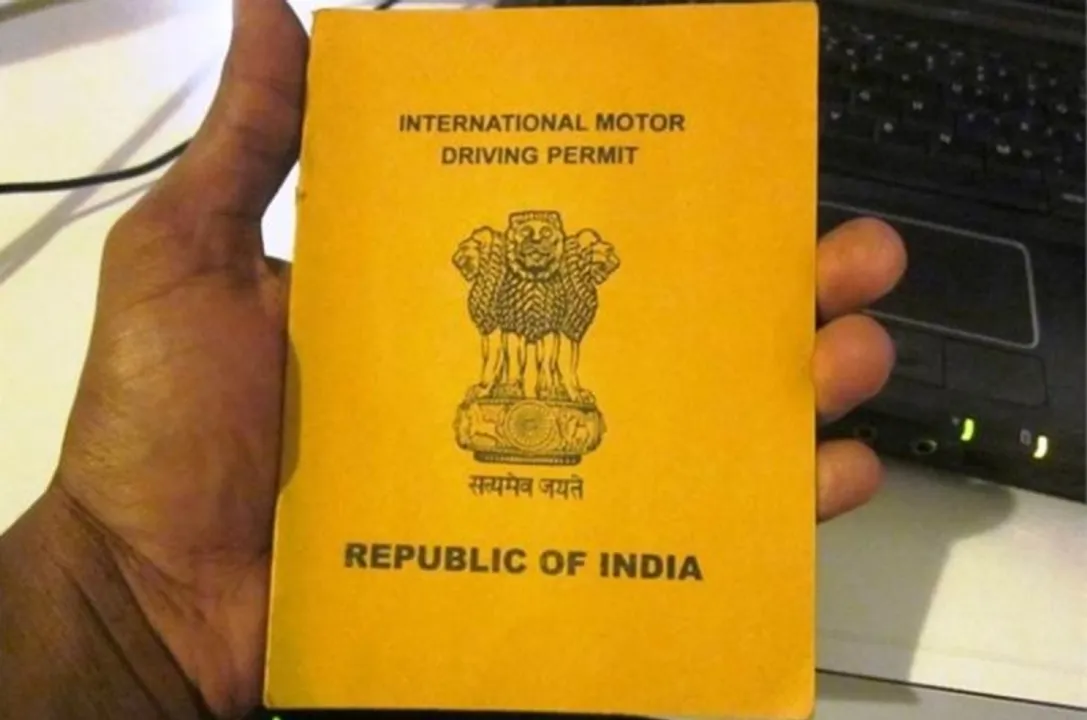 INTERNATIONAL MOTOR
DRIVING PERMIT
सत्यमेव जयते
REPUBLIC OF INDIA